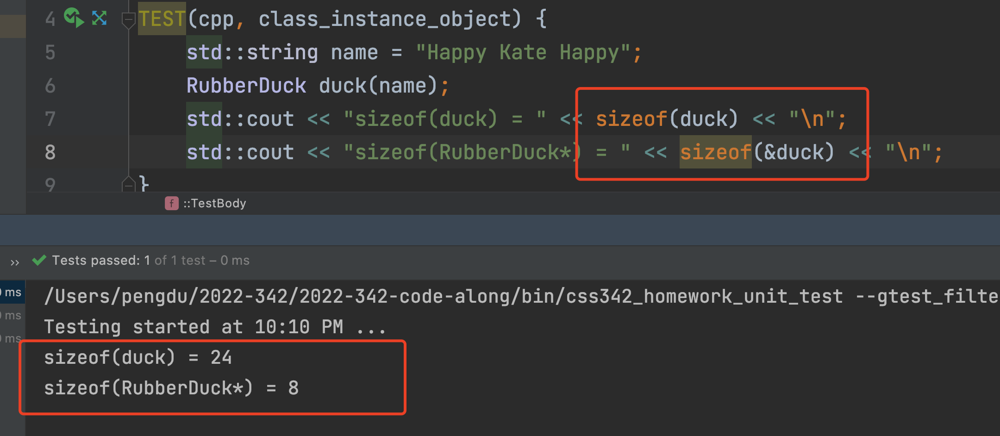 4 TEST(cpp, class_instance_object) {
5 std::string name = "Happy Kate Happy";
6 RubberDuck duck(name);
7 std::cout << "sizeof(duck) = " << sizeof(duck) << "\n";
8 std::cout << "sizeof(RubberDuck*) = " << sizeof(&duck) << "\n";
9 }
f ::TestBody
» Tests passed: 1 of 1 test – 0 ms
0 ms /Users/pengdu/2022-342/2022-342-code-along/bin/css342_homework_unit_test --gtest_filte
0 ms Testing started at 10:10 PM ...
0 ms sizeof(duck) = 24
sizeof(RubberDuck*) = 8